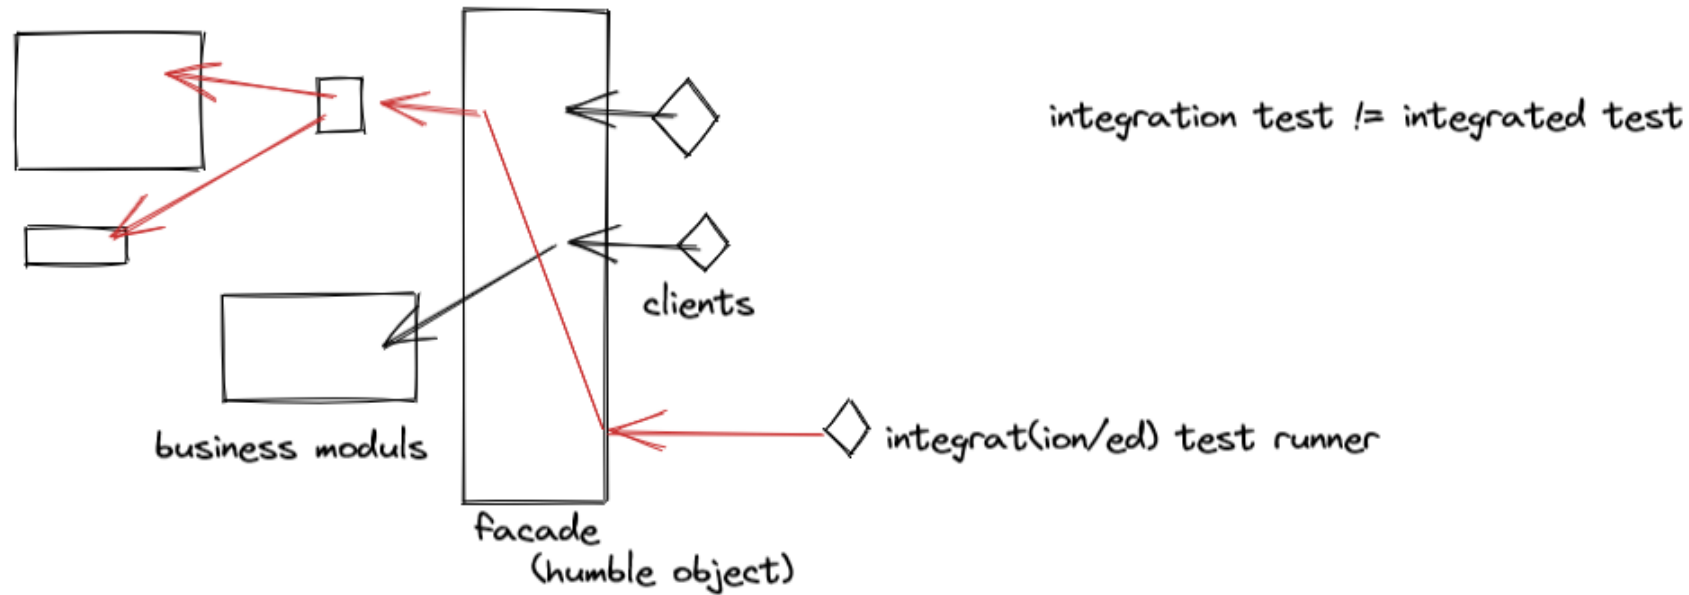 integration test != integrated test
clients
integrat(ion/ed) test runner
business moduls
facade
(humble object)